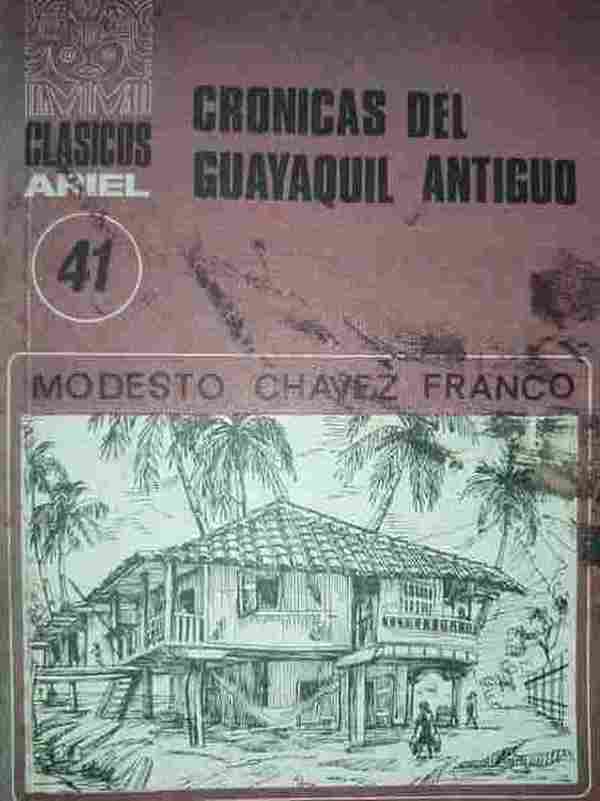 CLASICOS
ARIEL
41
CRONICAS DEL
GUAYAQUIL ANTIGUO
MODESTO CHAVEZ FRANCO